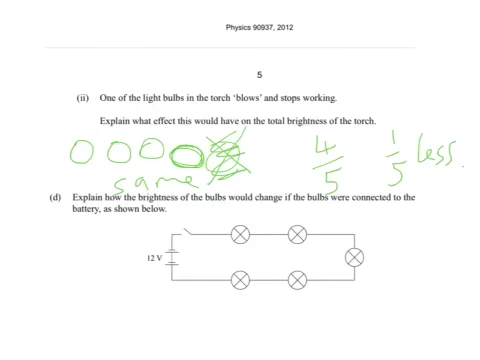 Physics 90937, 2012
5
(ii) One of the light bulbs in the torch ‘blows’ and stops working.
Explain what effect this would have on the total brightness of the torch.
4/5 1/5 less.
same
(d) Explain how the brightness of the bulbs would change if the bulbs were connected to the
battery, as shown below.
12 V